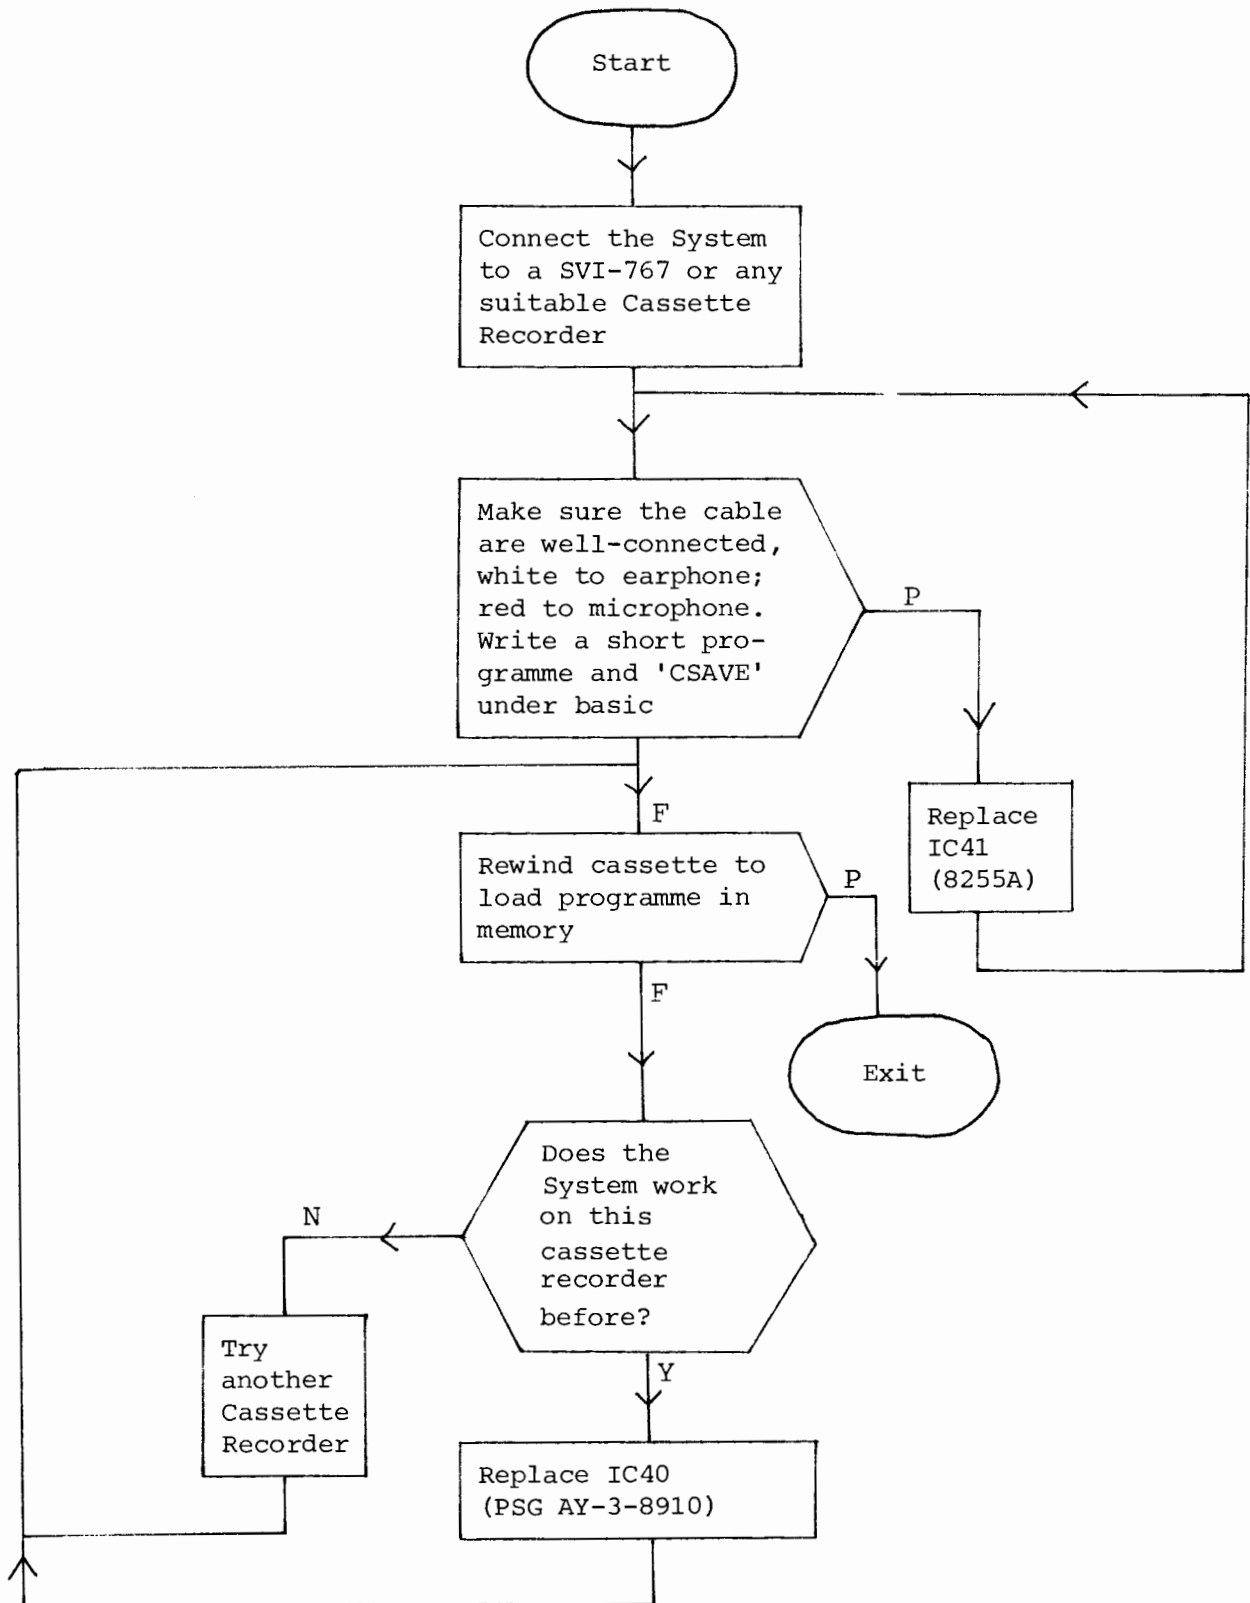 Start
Connect the System
to a SVI-767 or any
suitable Cassette
Recorder
Make sure the cable
are well-connected,
white to earphone;
red to microphone.
Write a short pro-
gramme and 'CSAVE'
under basic
P
Replace
IC41
(8255A)
F
Rewind cassette to
load programme in
memory
P
F
Exit
Does the
System work
on this
cassette
recorder
before?
N
Try
another
Cassette
Recorder
Y
Replace IC40
(PSG AY-3-8910)